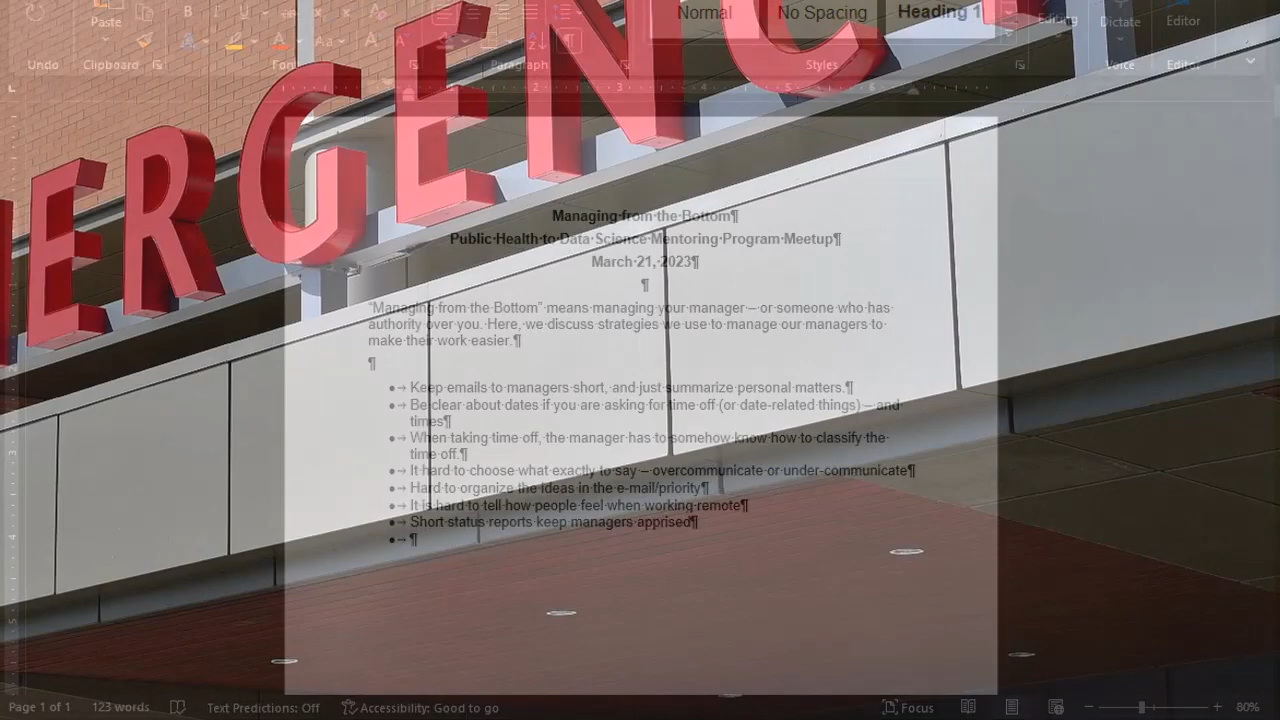 EMERGENCY
Paste
Normal
No Spacing
Heading 1
Editing
Dictate
Editor
Undo
Clipboard
Font
Paragraph
Styles
Voice
Editor
Managing from the Bottom¶
Public Health to Data Science Mentoring Program Meetup¶
March 21, 2023¶
¶
“Managing from the Bottom” means managing your manager – or someone who has
authority over you. Here, we discuss strategies we use to manage our managers to
make their work easier.¶
¶
Keep emails to managers short, and just summarize personal matters.¶
Be clear about dates if you are asking for time off (or date-related things) – and
times¶
When taking time off, the manager has to somehow know how to classify the
time off.¶
It hard to choose what exactly to say – overcommunicate or under-communicate¶
Hard to organize the ideas in the e-mail/priority¶
It is hard to tell how people feel when working remote¶
Short status reports keep managers apprised¶
¶
Page 1 of 1 123 words Text Predictions: Off Accessibility: Good to go Focus 80%